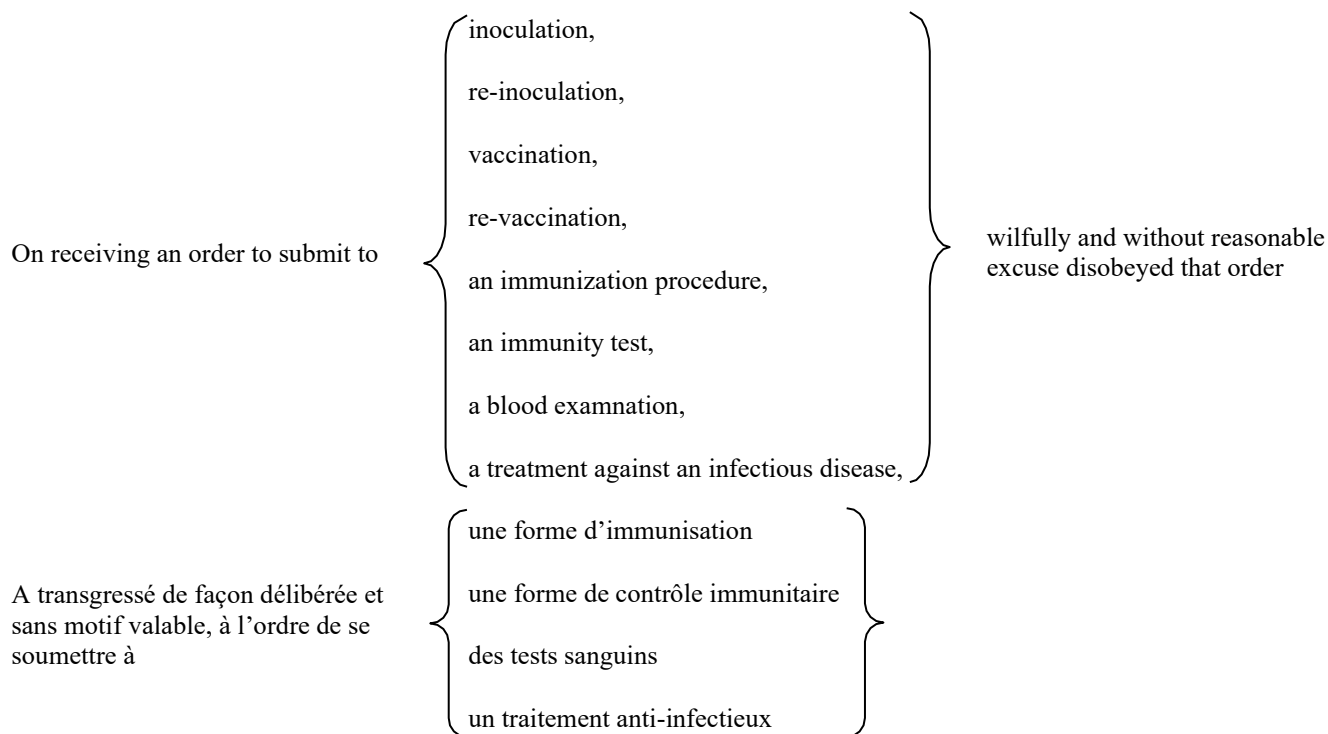 On receiving an order to submit to
inoculation,
re-inoculation,
vaccination,
re-vaccination,
an immunization procedure,
an immunity test,
a blood examnation,
a treatment against an infectious disease,
wilfully and without reasonable
excuse disobeyed that order
A transgressé de façon délibérée et
sans motif valable, à l’ordre de se
soumettre à
une forme d’immunisation
une forme de contrôle immunitaire
des tests sanguins
un traitement anti-infectieux